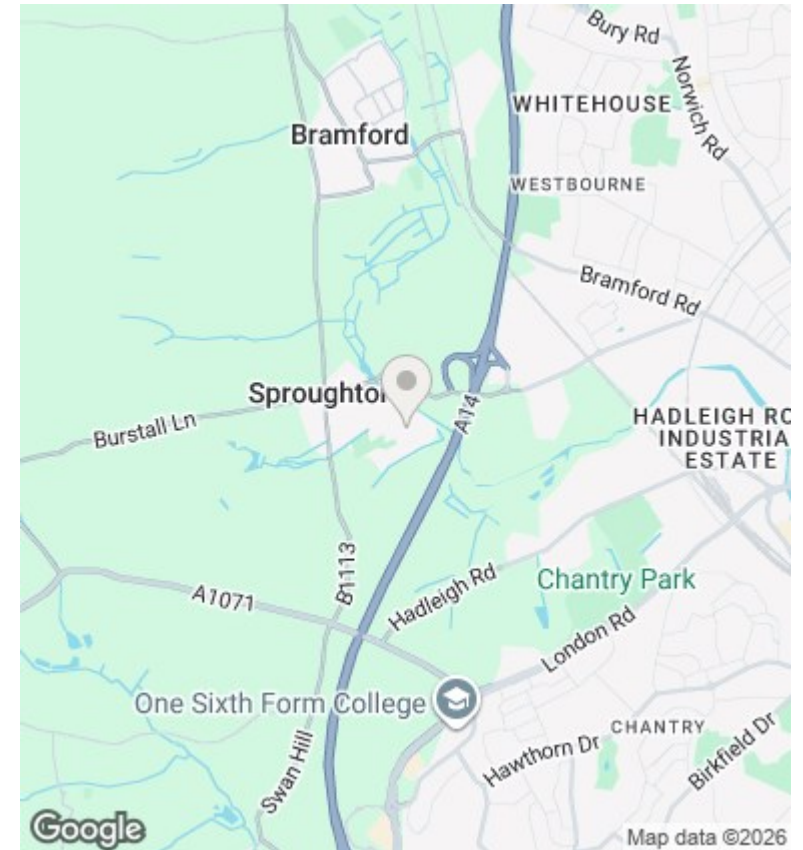 Bury Rd
Norwich Rd
WHITEHOUSE
Bramford
WESTBOURNE
Bramford Rd
Sproughto
A14
Burstall Ln
HADLEIGH RO
INDUSTRIA
ESTATE
B1113
A1071
Hadleigh Rd
Chantry Park
London Rd
One Sixth Form College
CHANTRY
Swan Hill
Hawthorn Dr
Birkfield Dr
Google
Map data ©2026